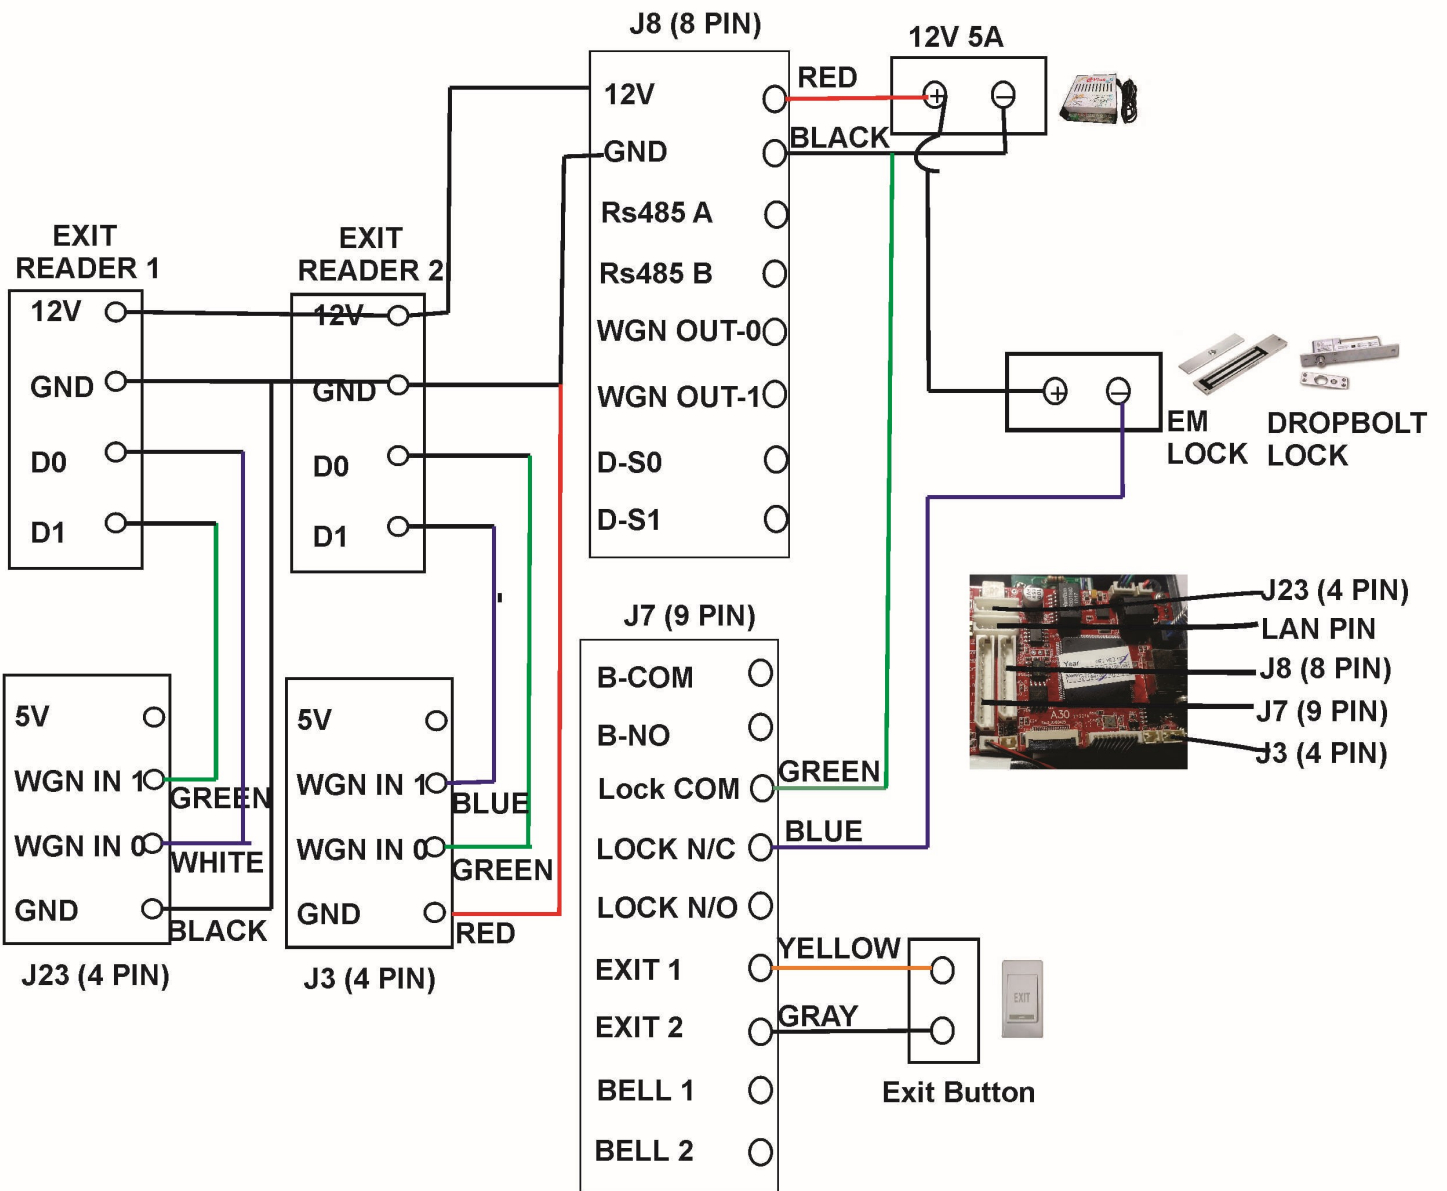 J8 (8 PIN)
12V
GND
Rs485 A
Rs485 B
WGN OUT-0
WGN OUT-1
D-S0
D-S1
RED
BLACK
12V 5A
+
−
EXIT
READER 1
12V
GND
D0
D1
EXIT
READER 2
12V
GND
D0
D1
+
−
EM
LOCK
DROPBOLT
LOCK
5V
WGN IN 1
WGN IN 0
GND
GREEN
WHITE
BLACK
J23 (4 PIN)
5V
WGN IN 1
WGN IN 0
GND
BLUE
GREEN
RED
J3 (4 PIN)
J7 (9 PIN)
B-COM
B-NO
Lock COM
LOCK N/C
LOCK N/O
EXIT 1
EXIT 2
BELL 1
BELL 2
GREEN
BLUE
YELLOW
GRAY
EXIT
Exit Button
Year
A30
J23 (4 PIN)
LAN PIN
J8 (8 PIN)
J7 (9 PIN)
J3 (4 PIN)